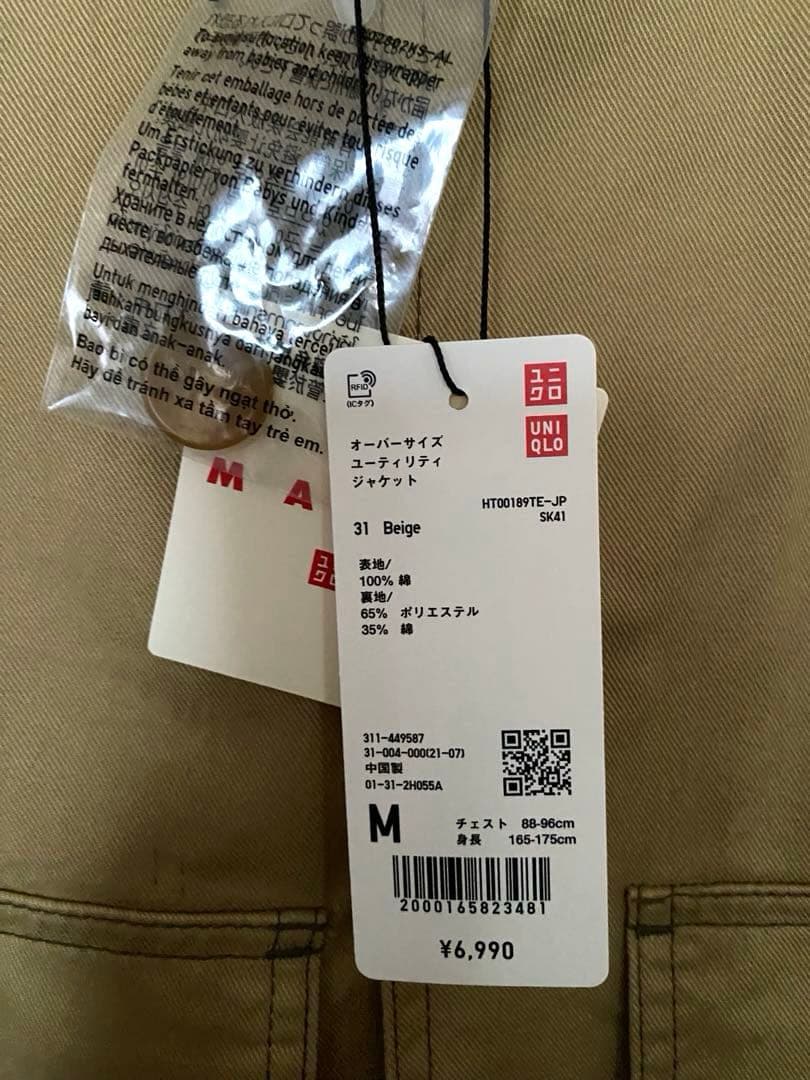 To avoid suffocation keep this wrapper
away from babies and children.
Tenir cet emballage hors de portée de
bébés et enfants pour éviter tout risque
d'étouffement.
Um Erstickung zu verhindern dieses
Packpapier von Babys und
fernhalten.
Храните в
месте, во
дыхательные
Untuk bahaya
jauhkan bungkusnya dari
bayi dan anak-anak.
Bao bì có thể gây ngạt thở.
Hãy để tránh xa tầm tay trẻ em.
M A
RFID
(ICタグ)
ユニ
クロ
UNI
QLO
オーバーサイズ
ユーティリティ
ジャケット
HT00189TE-JP
SK41
31 Beige
表地/
100% 綿
裏地/
65% ポリエステル
35% 綿
311-449587
31-004-000(21-07)
中国製
01-31-2H055A
M
チェスト 88-96cm
身長 165-175cm
2000165823481
¥6,990